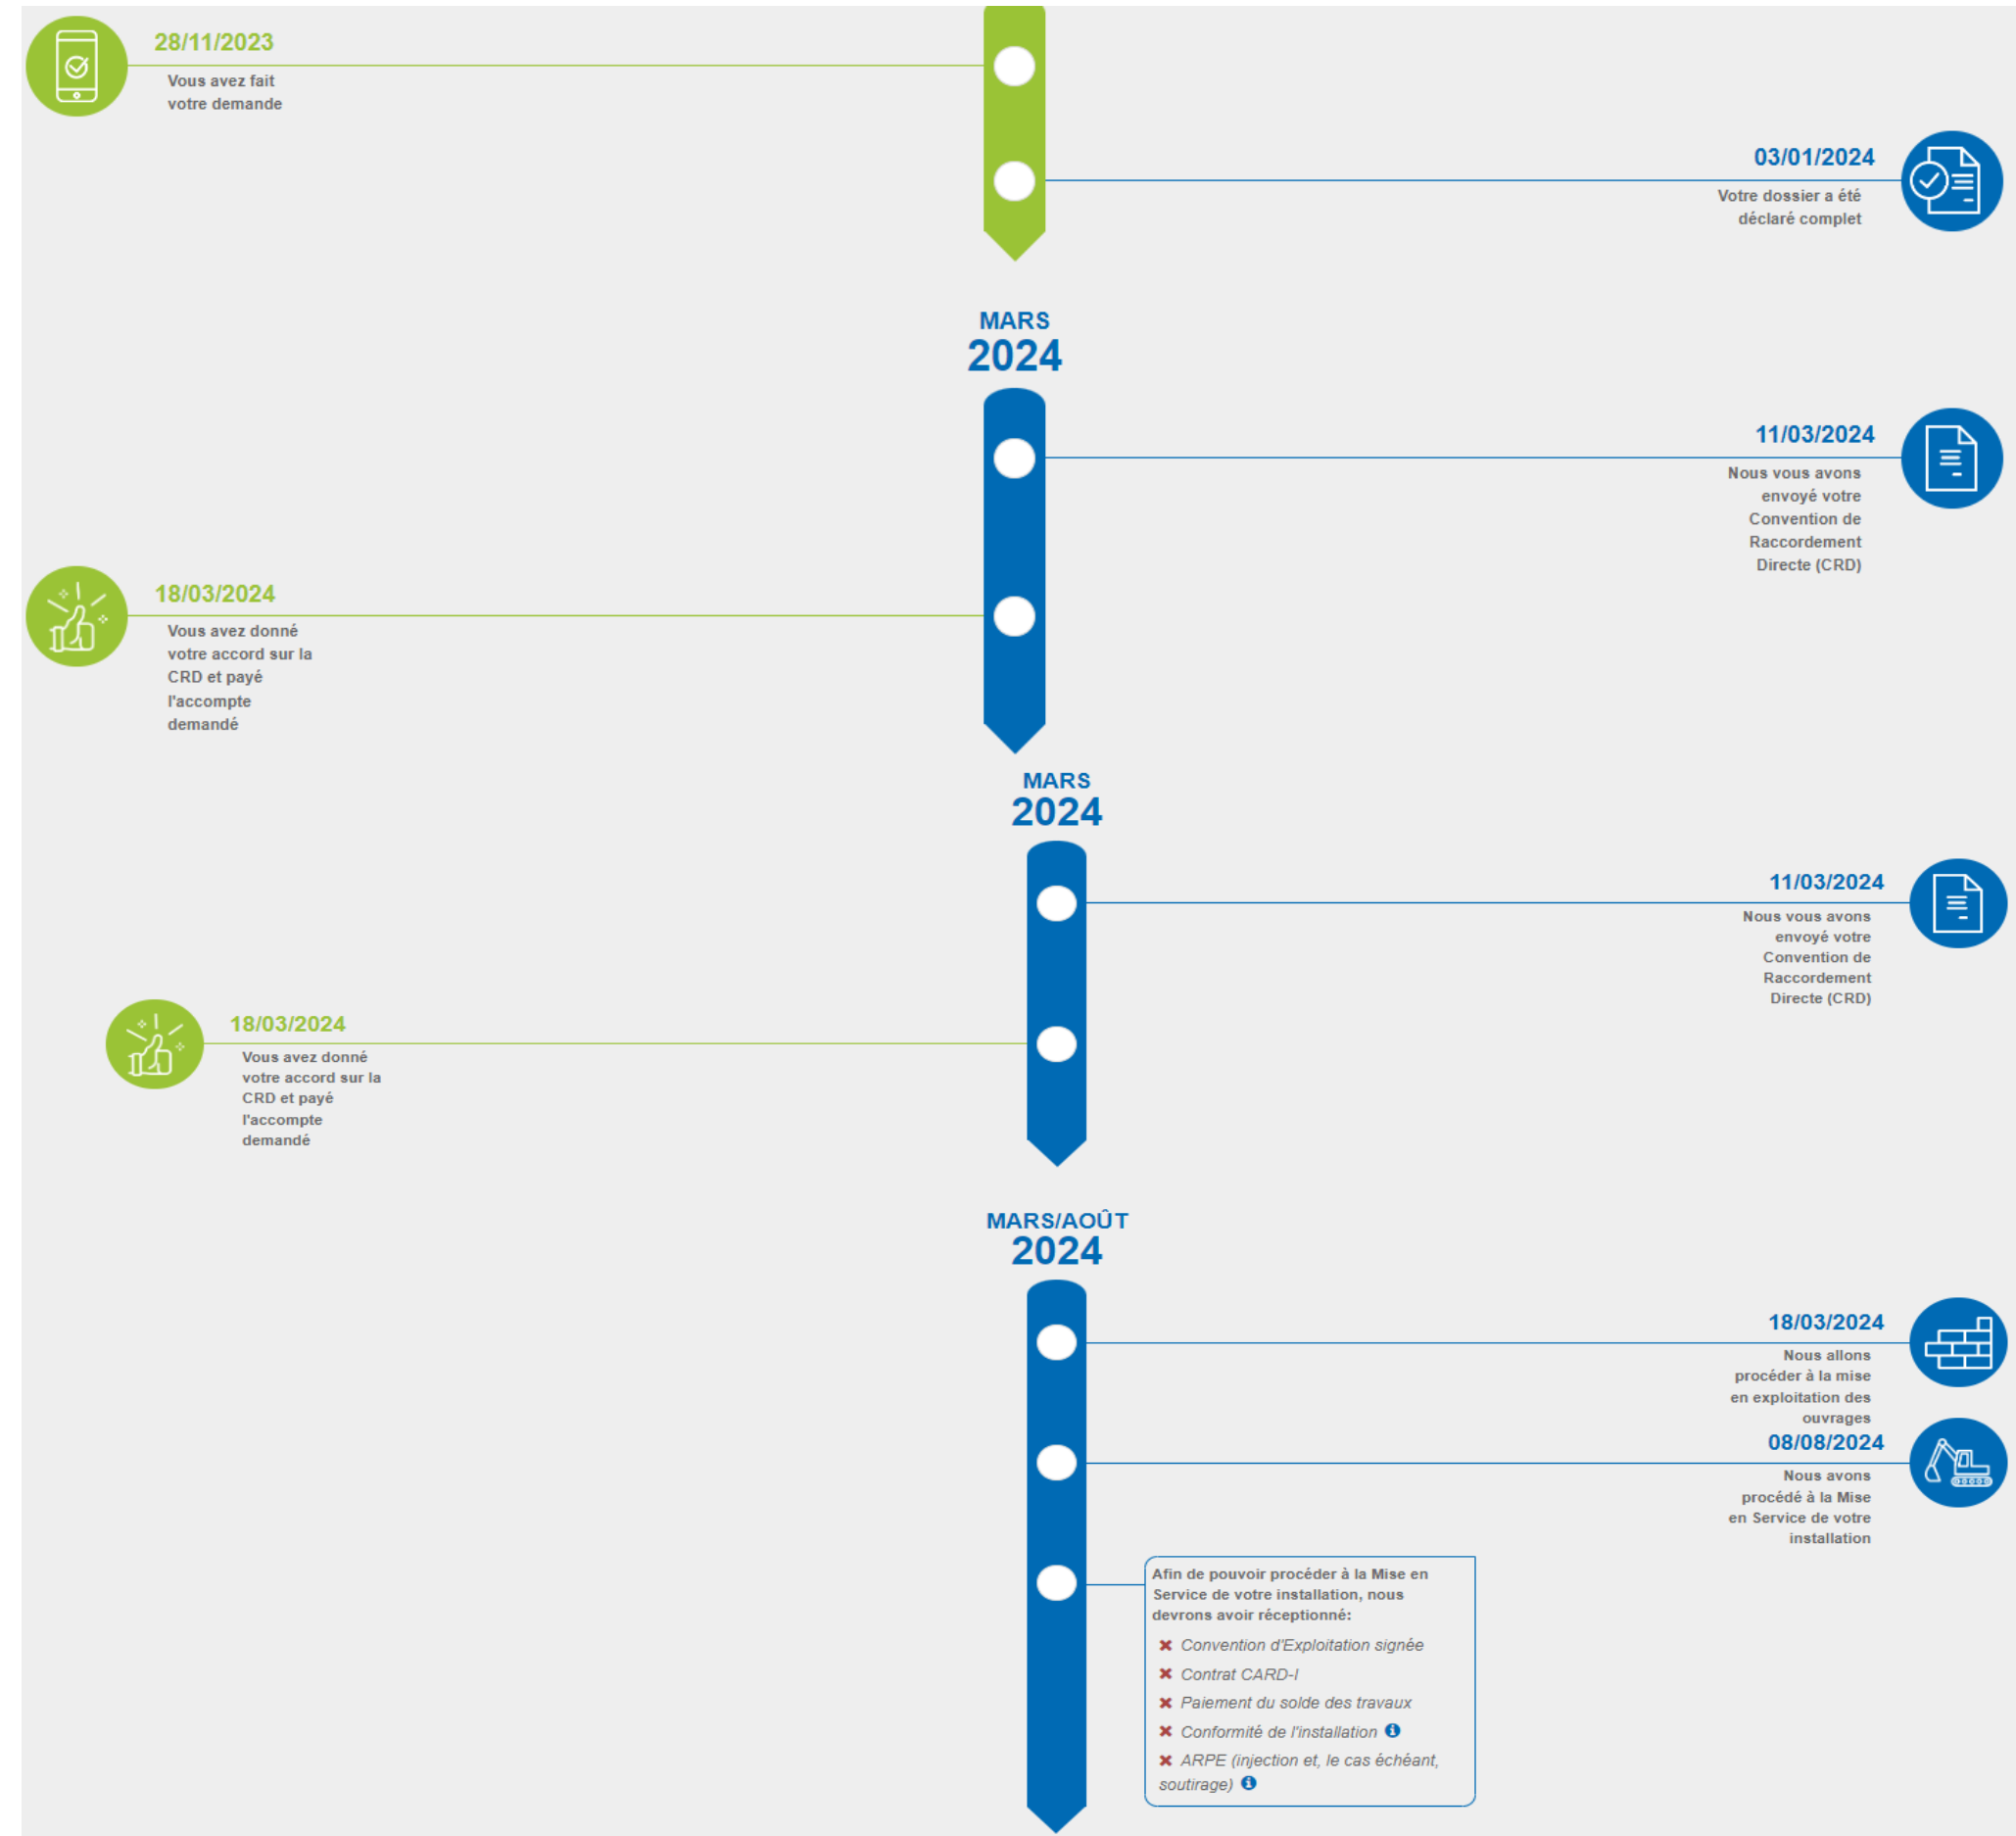 28/11/2023
Vous avez fait
votre demande
03/01/2024
Votre dossier a été
déclaré complet
MARS
2024
11/03/2024
Nous vous avons
envoyé votre
Convention de
Raccordement
Directe (CRD)
18/03/2024
Vous avez donné
votre accord sur la
CRD et payé
l'accompte
demandé
MARS
2024
11/03/2024
Nous vous avons
envoyé votre
Convention de
Raccordement
Directe (CRD)
18/03/2024
Vous avez donné
votre accord sur la
CRD et payé
l'accompte
demandé
MARS/AOÛT
2024
18/03/2024
Nous allons
procéder à la mise
en exploitation des
ouvrages
08/08/2024
Nous avons
procédé à la Mise
en Service de votre
installation
Afin de pouvoir procéder à la Mise en
Service de votre installation, nous
devrons avoir réceptionné:
Convention d'Exploitation signée
Contrat CARD-I
Paiement du solde des travaux
Conformité de l'installation
ARPE (injection et, le cas échéant,
soutirage)